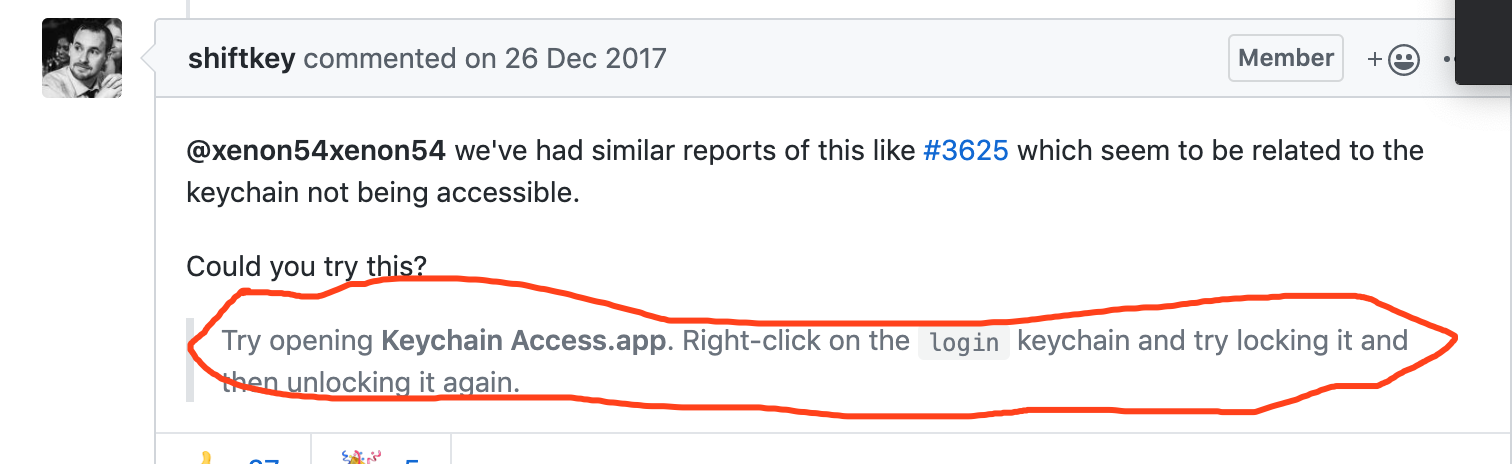 shiftkey commented on 26 Dec 2017 Member
@xenon54xenon54 we've had similar reports of this like #3625 which seem to be related to the
keychain not being accessible.
Could you try this?
Try opening Keychain Access.app. Right-click on the login keychain and try locking it and
then unlocking it again.